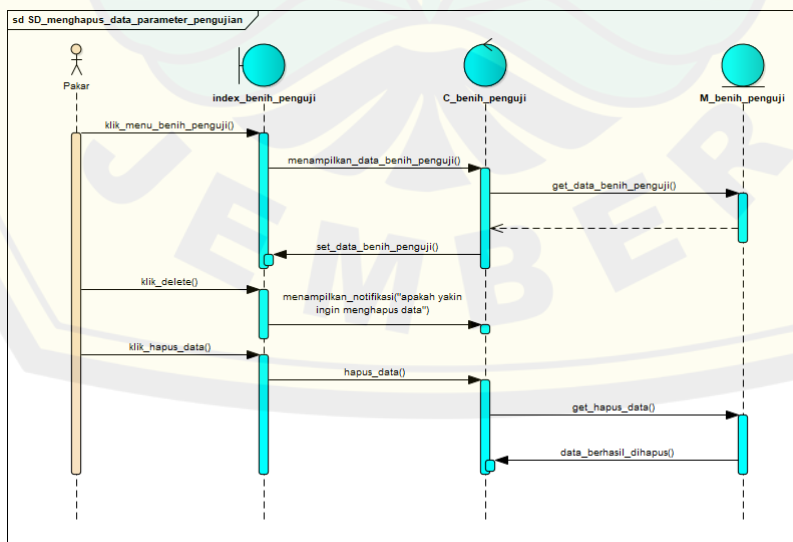 sd SD_menghapus_data_parameter_pengujian
Pakar
index_benih_penguji
C_benih_penguji
M_benih_penguji
klik_menu_benih_penguji()
menampilkan_data_benih_penguji()
get_data_benih_penguji()
set_data_benih_penguji()
klik_delete()
menampilkan_notifikasi("apakah yakin
ingin menghapus data")
klik_hapus_data()
hapus_data()
get_hapus_data()
data_berhasil_dihapus()
JEMBER